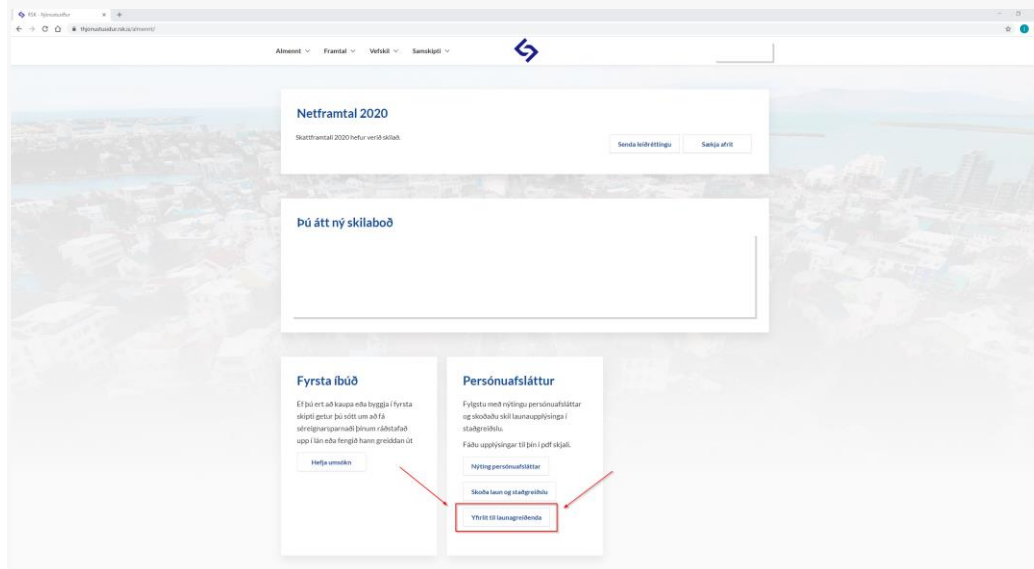 RSK - Þjónustuvefur
thjonustuvefur.rsk.is/almennt/
Almennt Framtal Vefskil Samskipti
Netframtal 2020
Skattframtali 2020 hefur verið skilað.
Senda leiðréttingu Sækja afrit
Þú átt ný skilaboð
Fyrsta íbúð
Ef þú ert að kaupa eða byggja í fyrsta
skipti getur þú sótt um að fá
séreignarsparnaði þínum ráðstafað
upp í lán eða fengið hann greiddan út
Hefja umsókn
Persónuafsláttur
Fylgstu með nýtingu persónuafsláttar
og skoðaðu skil launaupplýsinga í
staðgreiðslu.
Fáðu upplýsingar til þín í pdf skjali.
Nýting persónuafsláttar
Skoða laun og staðgreiðslu
Yfirlit til launagreiðenda